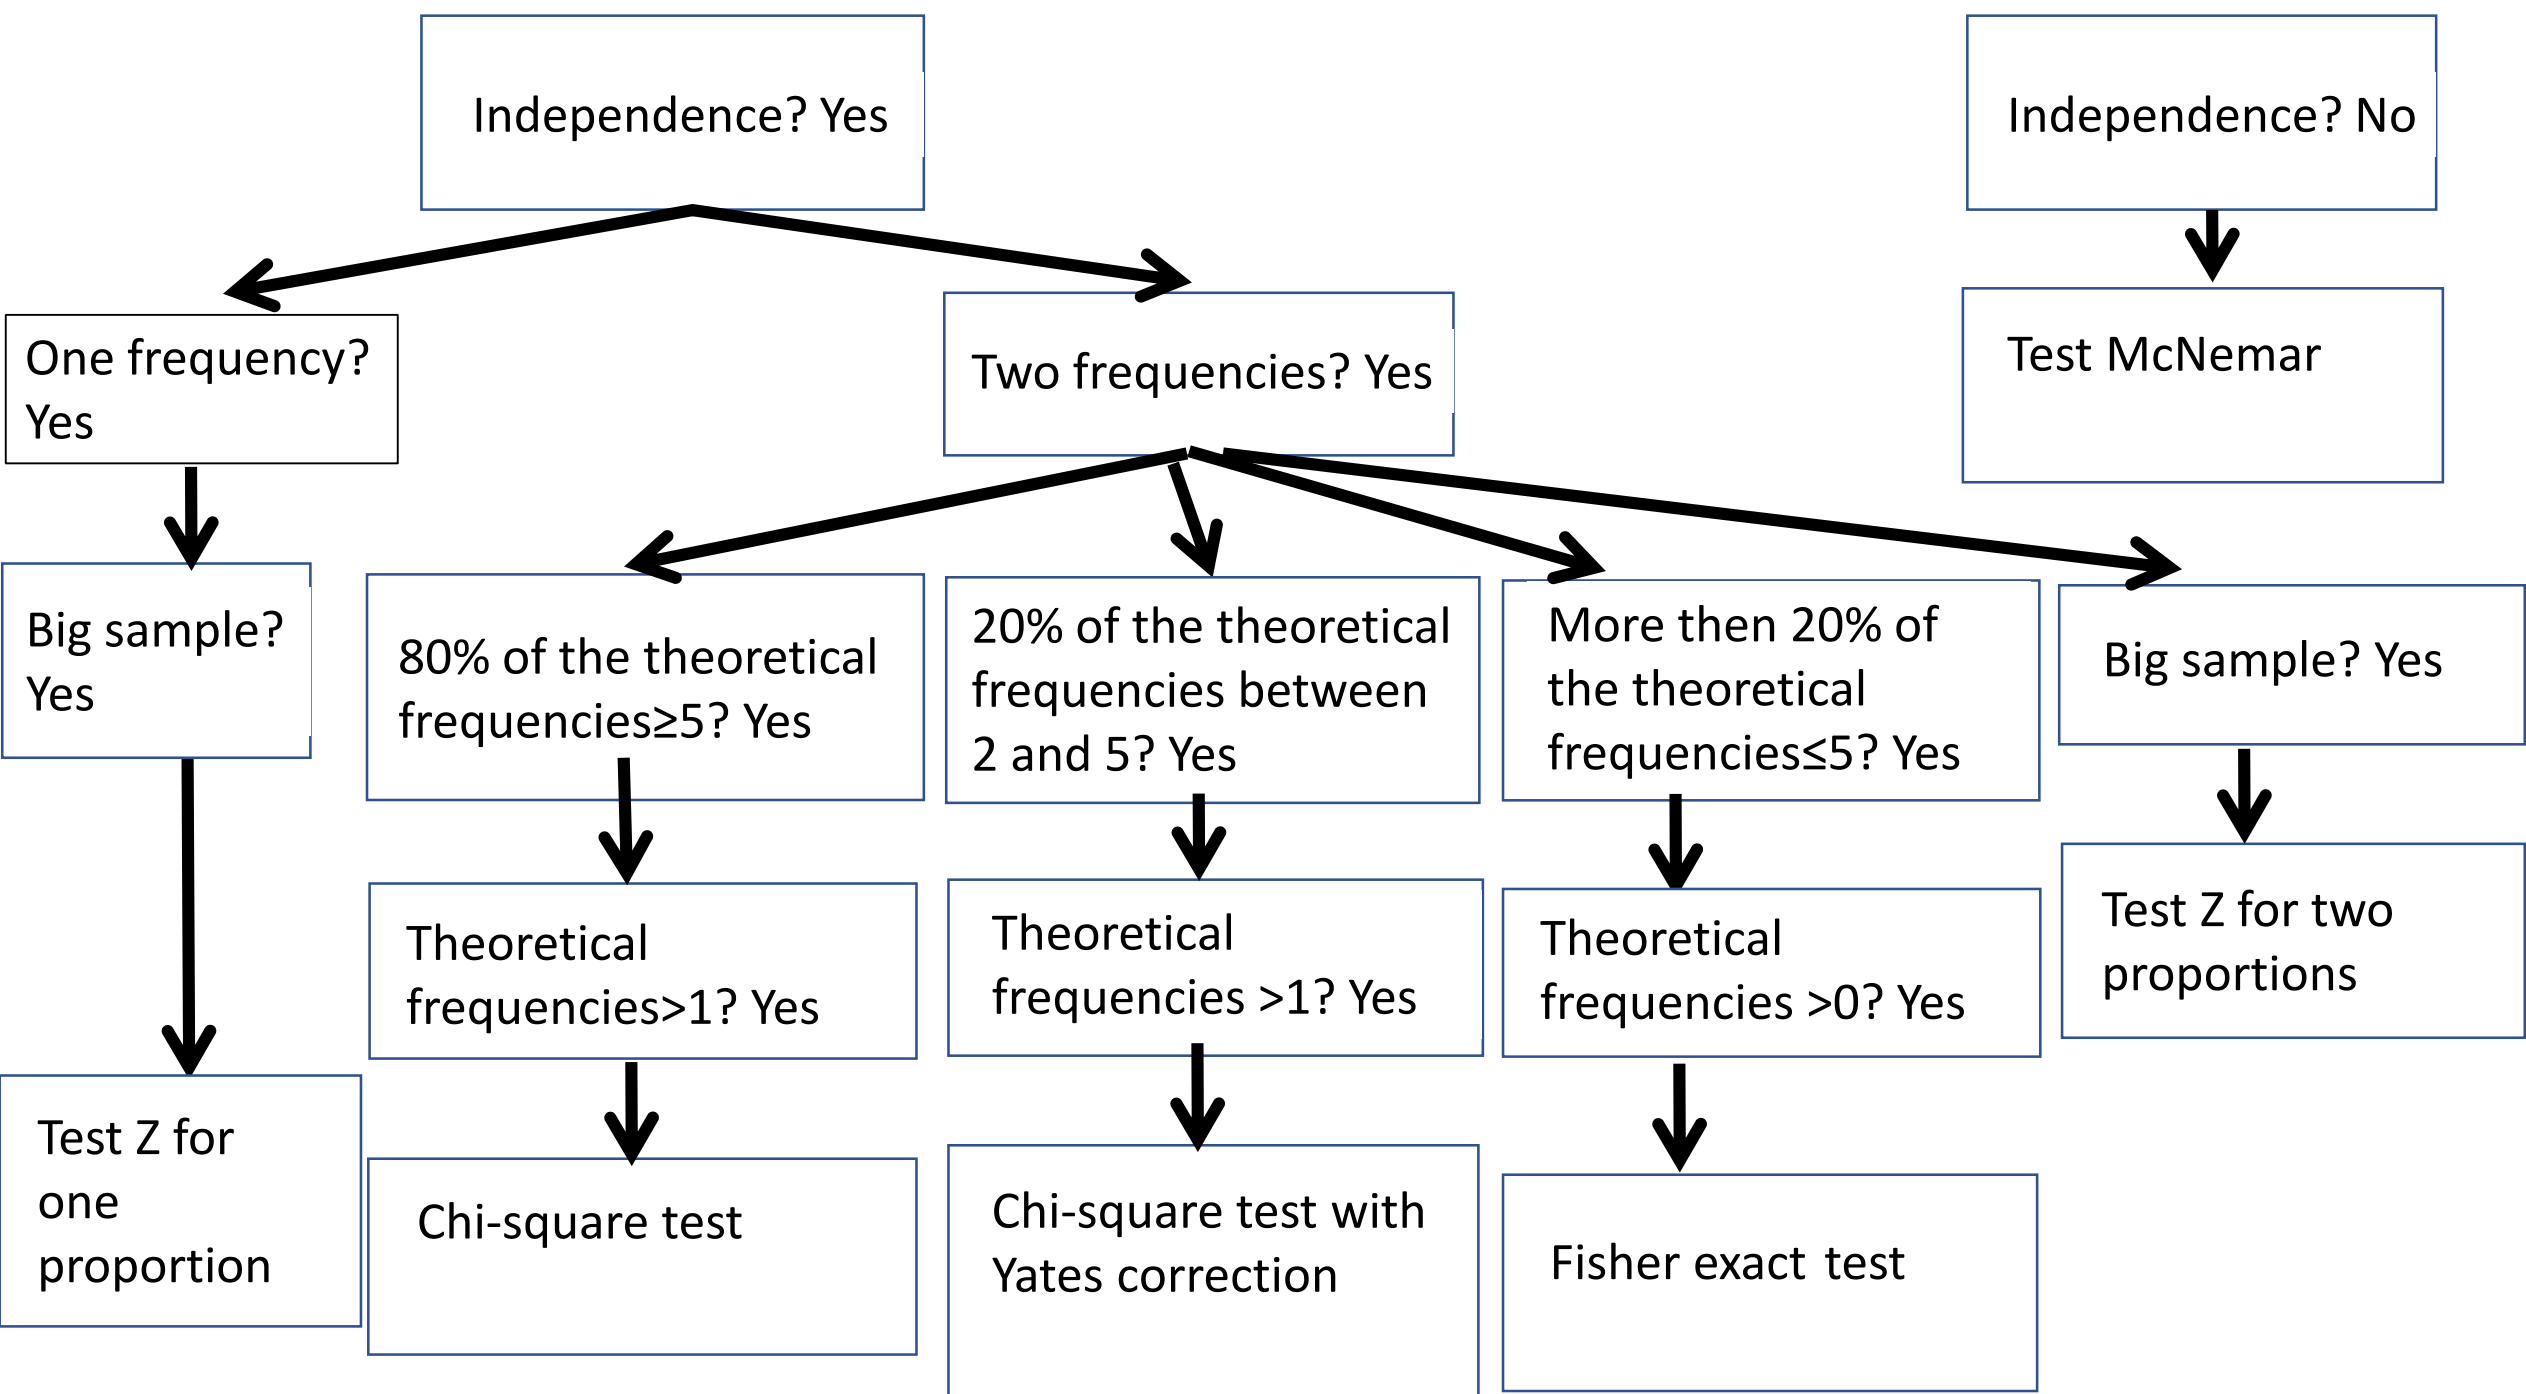 Independence? Yes
Independence? No
One frequency?
Yes
Two frequencies? Yes
Test McNemar
Big sample?
Yes
80% of the theoretical
frequencies≥5? Yes
20% of the theoretical
frequencies between
2 and 5? Yes
More then 20% of
the theoretical
frequencies≤5? Yes
Big sample? Yes
Theoretical
frequencies>1? Yes
Theoretical
frequencies >1? Yes
Theoretical
frequencies >0? Yes
Test Z for two
proportions
Test Z for
one
proportion
Chi-square test
Chi-square test with
Yates correction
Fisher exact test